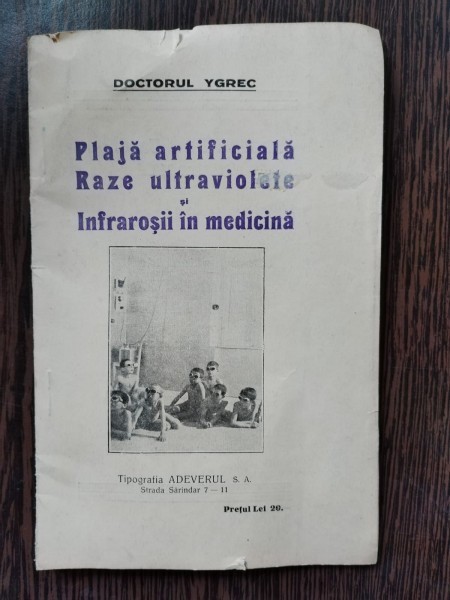 DOCTORUL YGREC
Plajă artificială
Raze ultraviolete
și
Infraroșii în medicină
Tipografia ADEVERUL S. A.
Strada Sărindar 7 — 11
Prețul Lei 20.